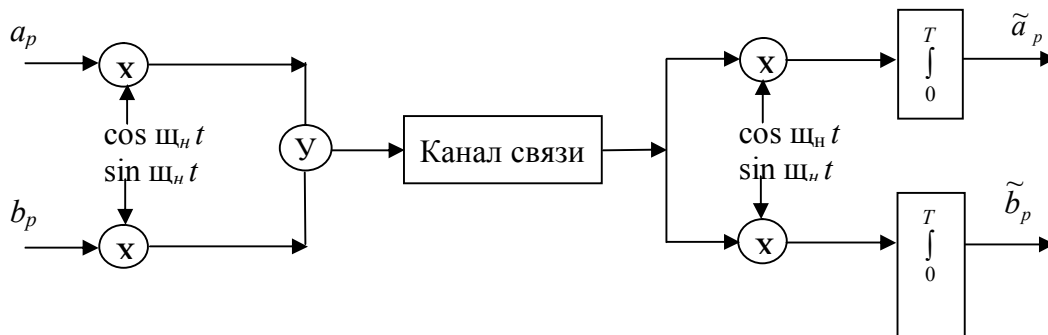 a_p
x
cos щ_н t
sin щ_н t
b_p
x
У
Канал связи
x
cos щ_н t
sin щ_н t
x
T
∫
0
ã_p
T
∫
0
b̃_p